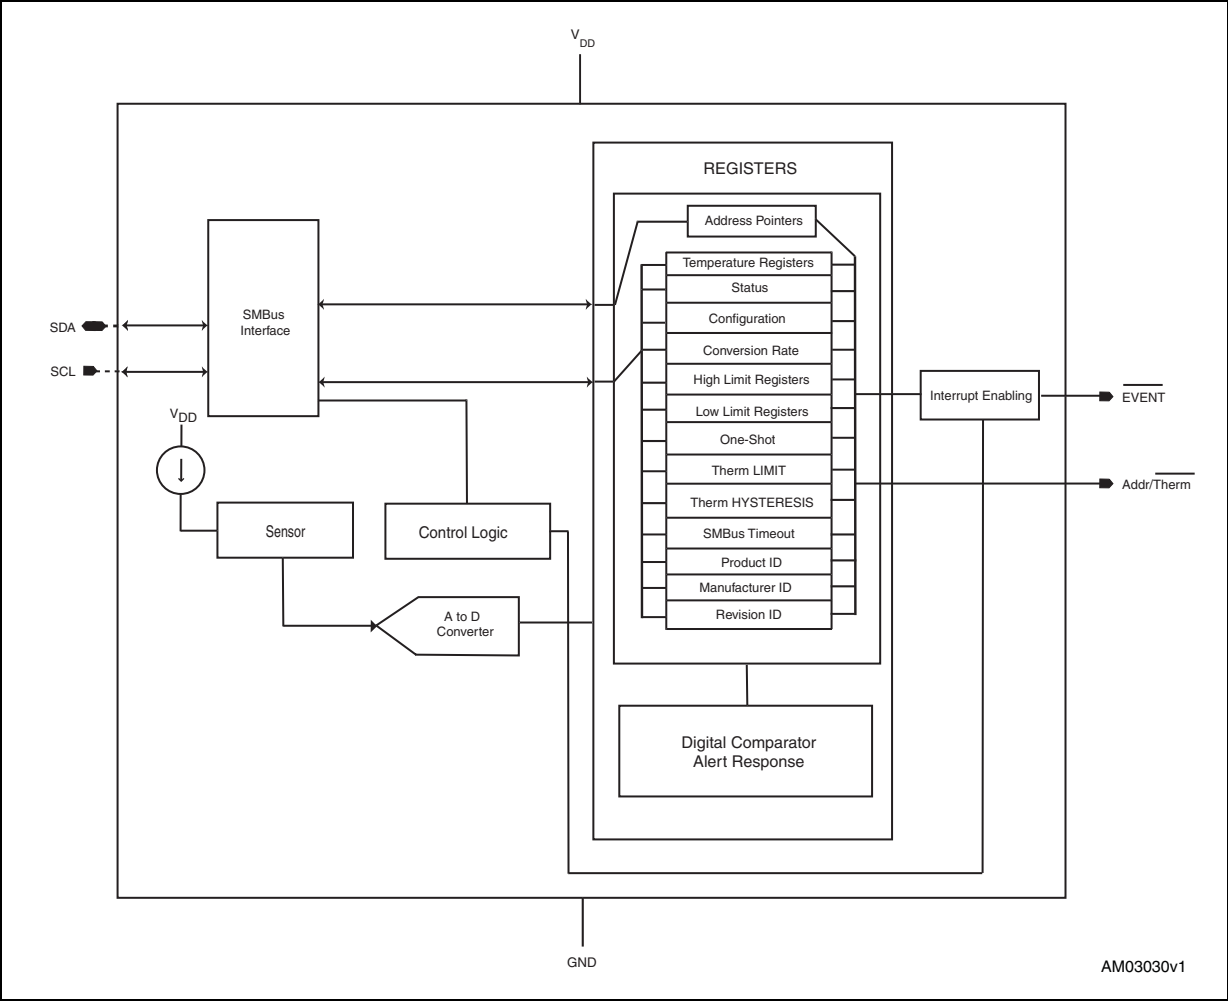 VDD
REGISTERS
Address Pointers
Temperature Registers
Status
Configuration
Conversion Rate
High Limit Registers
Low Limit Registers
One-Shot
Therm LIMIT
Therm HYSTERESIS
SMBus Timeout
Product ID
Manufacturer ID
Revision ID
Digital Comparator
Alert Response
SMBus
Interface
SDA
SCL
VDD
Sensor
Control Logic
A to D
Converter
Interrupt Enabling
EVENT
Addr/Therm
GND
AM03030v1